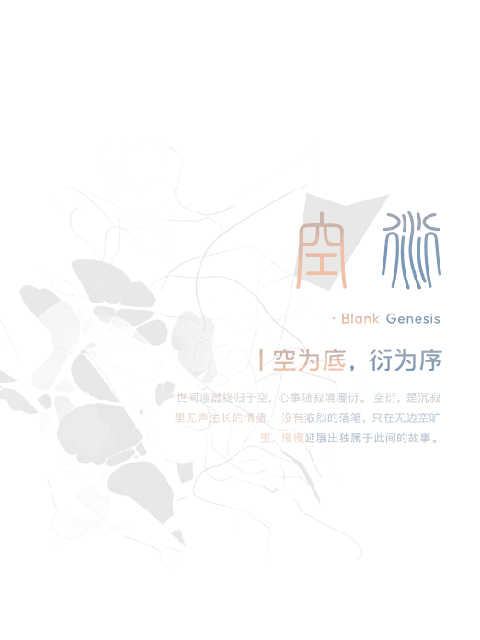 空衍
· Blank Genesis
空为底，衍为序
世间喧嚣终归于空，心事随寂境漫衍。空衍，是沉寂
里无声生长的情绪 没有浓烈的落笔，只在无边空旷
里，慢慢延展出独属于此间的故事。